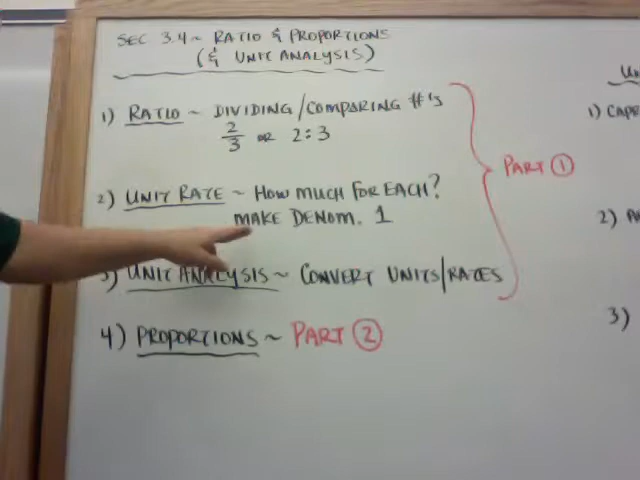 SEC 3.4 ~ RATIO & PROPORTIONS
(& UNIT ANALYSIS)
1) RATIO ~ DIVIDING/COMPARING #'S
2/3 OR 2:3
2) UNIT RATE ~ HOW MUCH FOR EACH?
MAKE DENOM. 1
3) UNIT ANALYSIS ~ CONVERT UNITS/RATES
PART 1
4) PROPORTIONS ~ PART 2
1) CAPR
2)
3)